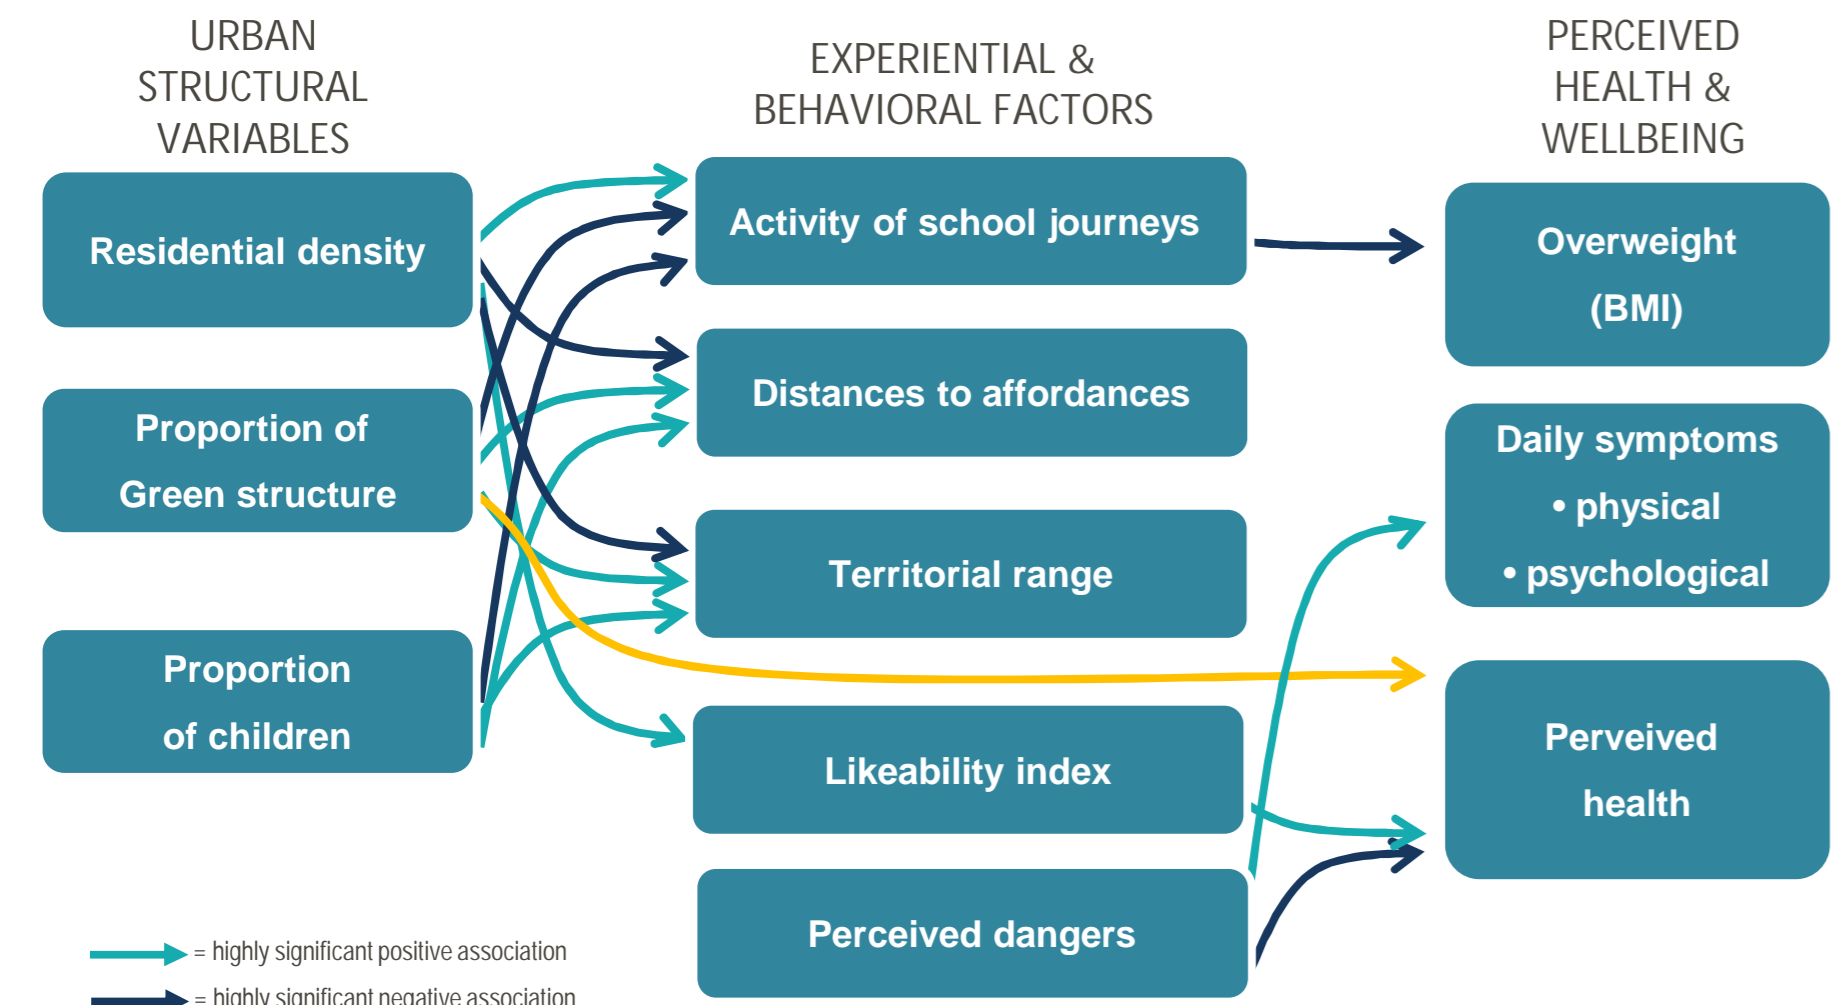 URBAN
STRUCTURAL
VARIABLES
EXPERIENTIAL &
BEHAVIORAL FACTORS
PERCEIVED
HEALTH &
WELLBEING
Residential density
Proportion of
Green structure
Proportion
of children
Activity of school journeys
Distances to affordances
Territorial range
Likeability index
Perceived dangers
Overweight
(BMI)
Daily symptoms
• physical
• psychological
Perveived
health
= highly significant positive association
= highly significant negative association